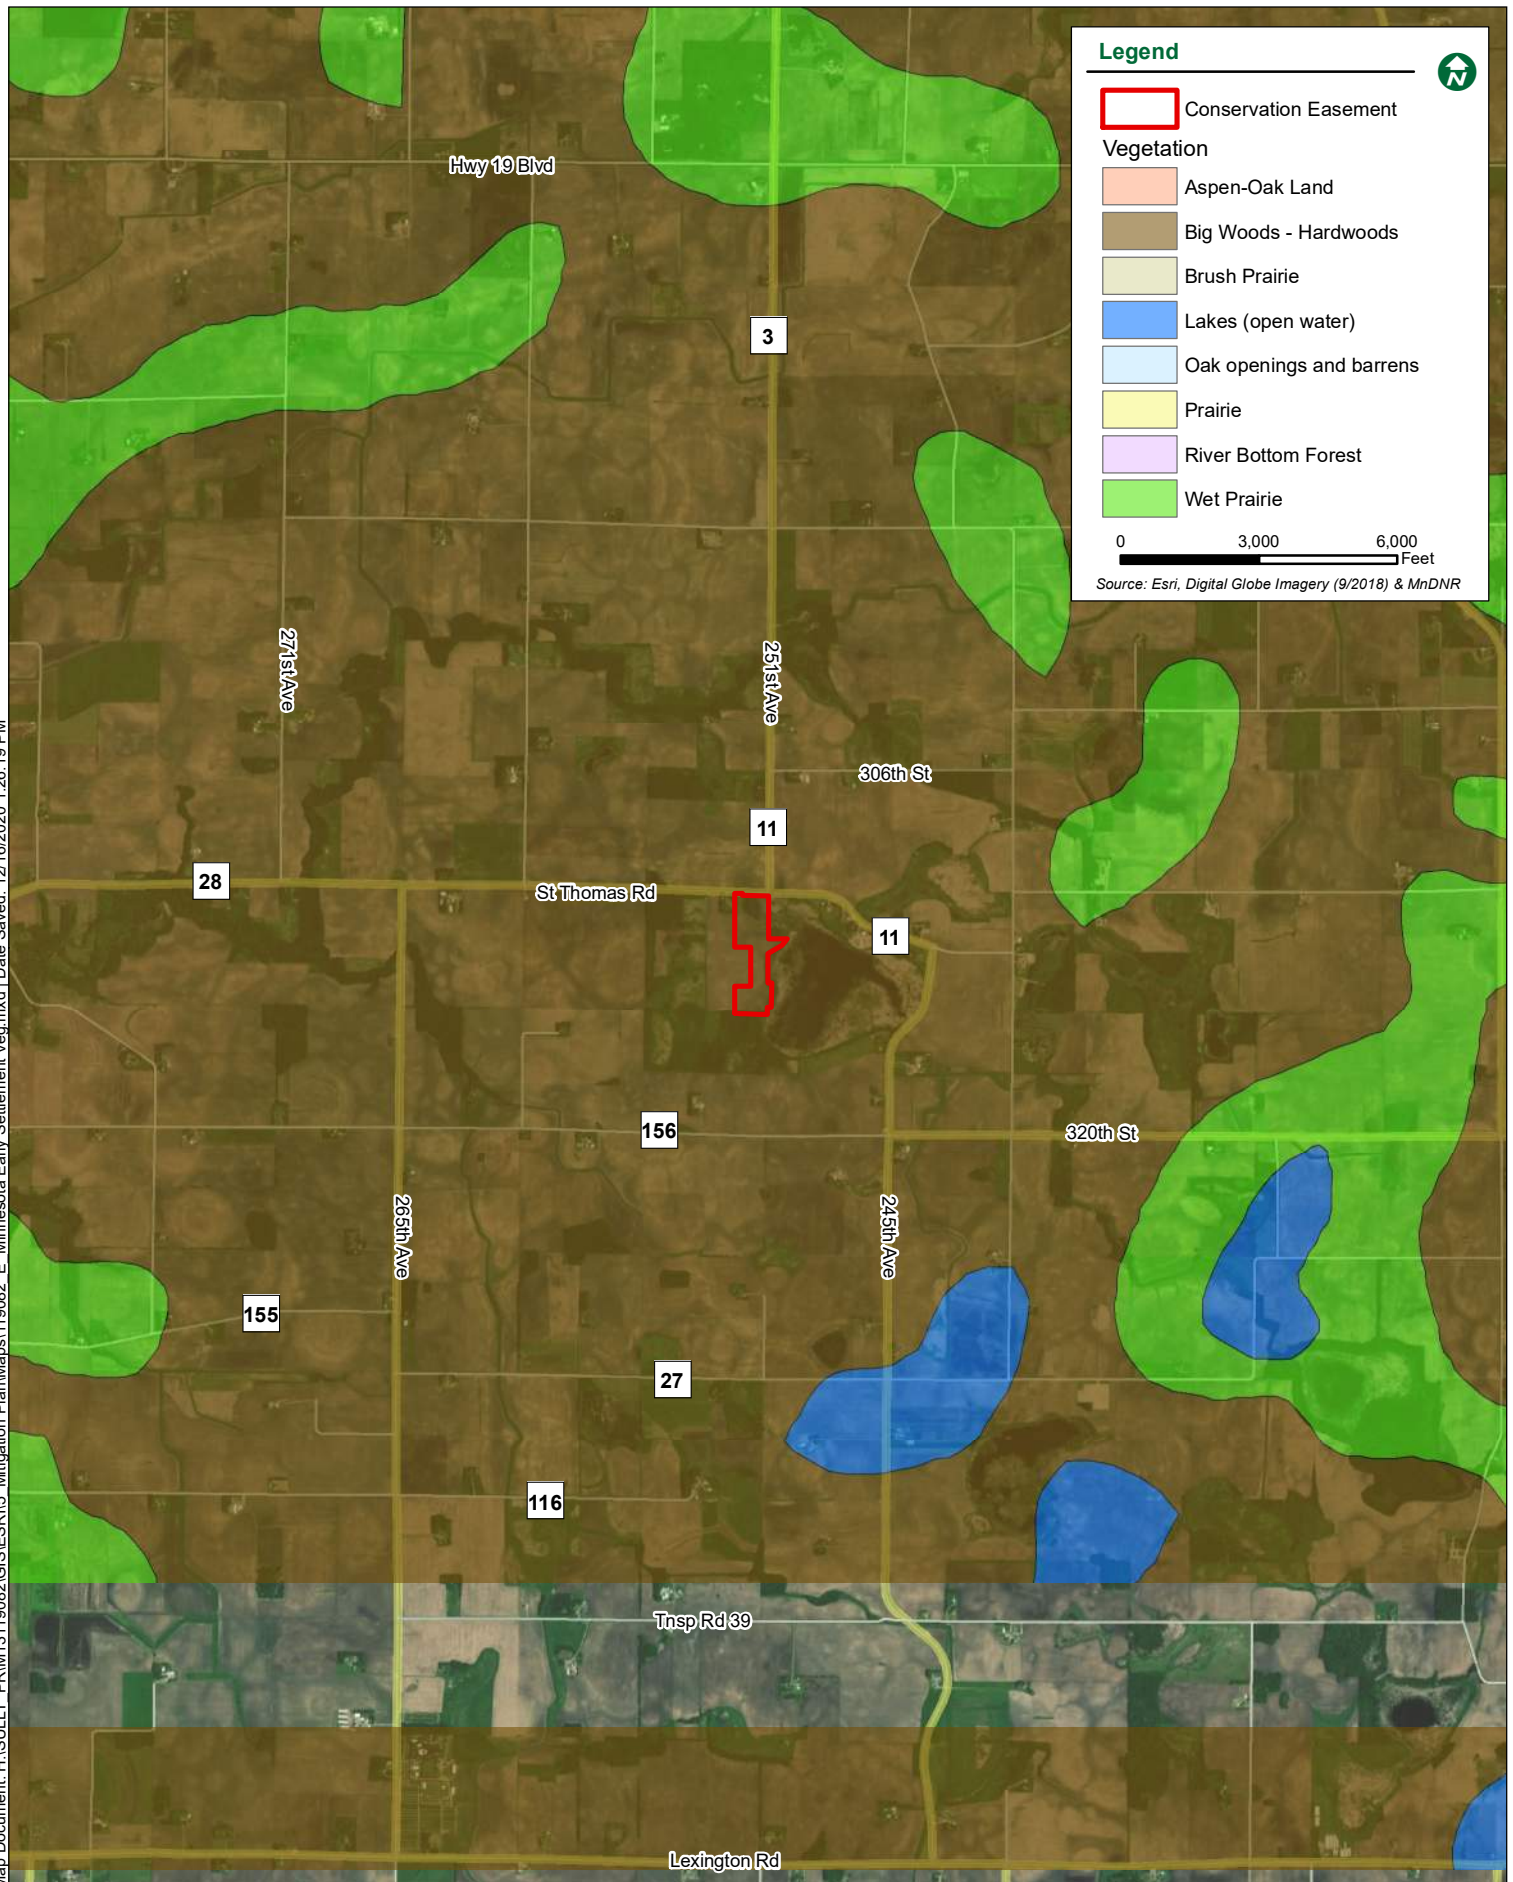 Legend
N
Conservation Easement
Vegetation
Aspen-Oak Land
Big Woods - Hardwoods
Brush Prairie
Lakes (open water)
Oak openings and barrens
Prairie
River Bottom Forest
Wet Prairie
0 3,000 6,000
Feet
Source: Esri, Digital Globe Imagery (9/2018) & MnDNR
Hwy 19 Blvd
3
271st Ave
251st Ave
306th St
11
28
St Thomas Rd
11
156
320th St
265th Ave
245th Ave
155
27
116
Tnsp Rd 39
Lexington Rd